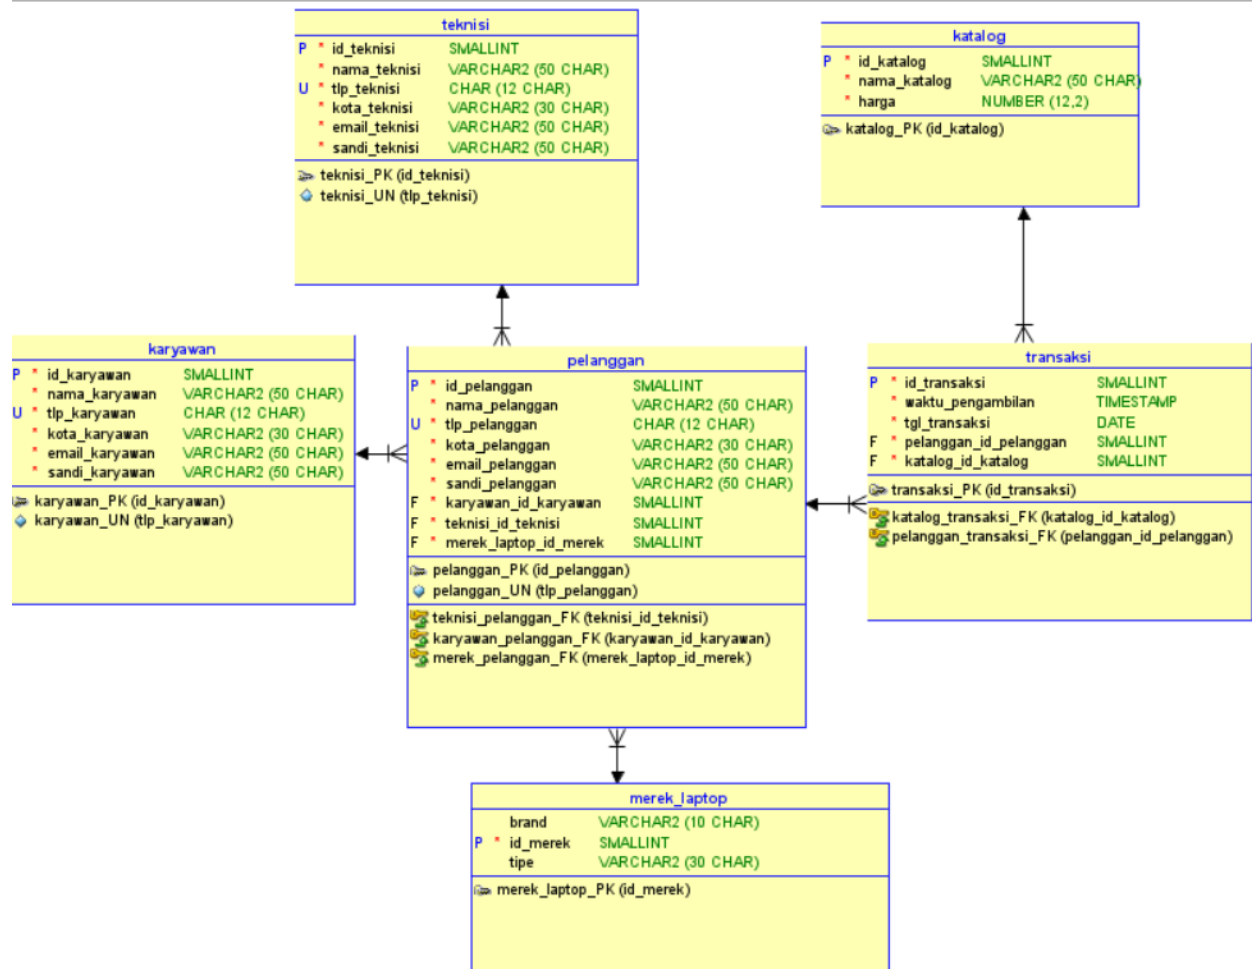 teknisi
P * id_teknisi SMALLINT
* nama_teknisi VARCHAR2 (50 CHAR)
U * tlp_teknisi CHAR (12 CHAR)
* kota_teknisi VARCHAR2 (30 CHAR)
* email_teknisi VARCHAR2 (50 CHAR)
* sandi_teknisi VARCHAR2 (50 CHAR)
teknisi_PK (id_teknisi)
teknisi_UN (tlp_teknisi)
katalog
P * id_katalog SMALLINT
* nama_katalog VARCHAR2 (50 CHAR)
* harga NUMBER (12,2)
katalog_PK (id_katalog)
karyawan
P * id_karyawan SMALLINT
* nama_karyawan VARCHAR2 (50 CHAR)
U * tlp_karyawan CHAR (12 CHAR)
* kota_karyawan VARCHAR2 (30 CHAR)
* email_karyawan VARCHAR2 (50 CHAR)
* sandi_karyawan VARCHAR2 (50 CHAR)
karyawan_PK (id_karyawan)
karyawan_UN (tlp_karyawan)
pelanggan
P * id_pelanggan SMALLINT
* nama_pelanggan VARCHAR2 (50 CHAR)
U * tlp_pelanggan CHAR (12 CHAR)
* kota_pelanggan VARCHAR2 (30 CHAR)
* email_pelanggan VARCHAR2 (50 CHAR)
* sandi_pelanggan VARCHAR2 (50 CHAR)
F * karyawan_id_karyawan SMALLINT
F * teknisi_id_teknisi SMALLINT
F * merek_laptop_id_merek SMALLINT
pelanggan_PK (id_pelanggan)
pelanggan_UN (tlp_pelanggan)
teknisi_pelanggan_FK (teknisi_id_teknisi)
karyawan_pelanggan_FK (karyawan_id_karyawan)
merek_pelanggan_FK (merek_laptop_id_merek)
transaksi
P * id_transaksi SMALLINT
* waktu_pengambilan TIMESTAMP
* tgl_transaksi DATE
F * pelanggan_id_pelanggan SMALLINT
F * katalog_id_katalog SMALLINT
transaksi_PK (id_transaksi)
katalog_transaksi_FK (katalog_id_katalog)
pelanggan_transaksi_FK (pelanggan_id_pelanggan)
merek_laptop
brand VARCHAR2 (10 CHAR)
P * id_merek SMALLINT
tipe VARCHAR2 (30 CHAR)
merek_laptop_PK (id_merek)